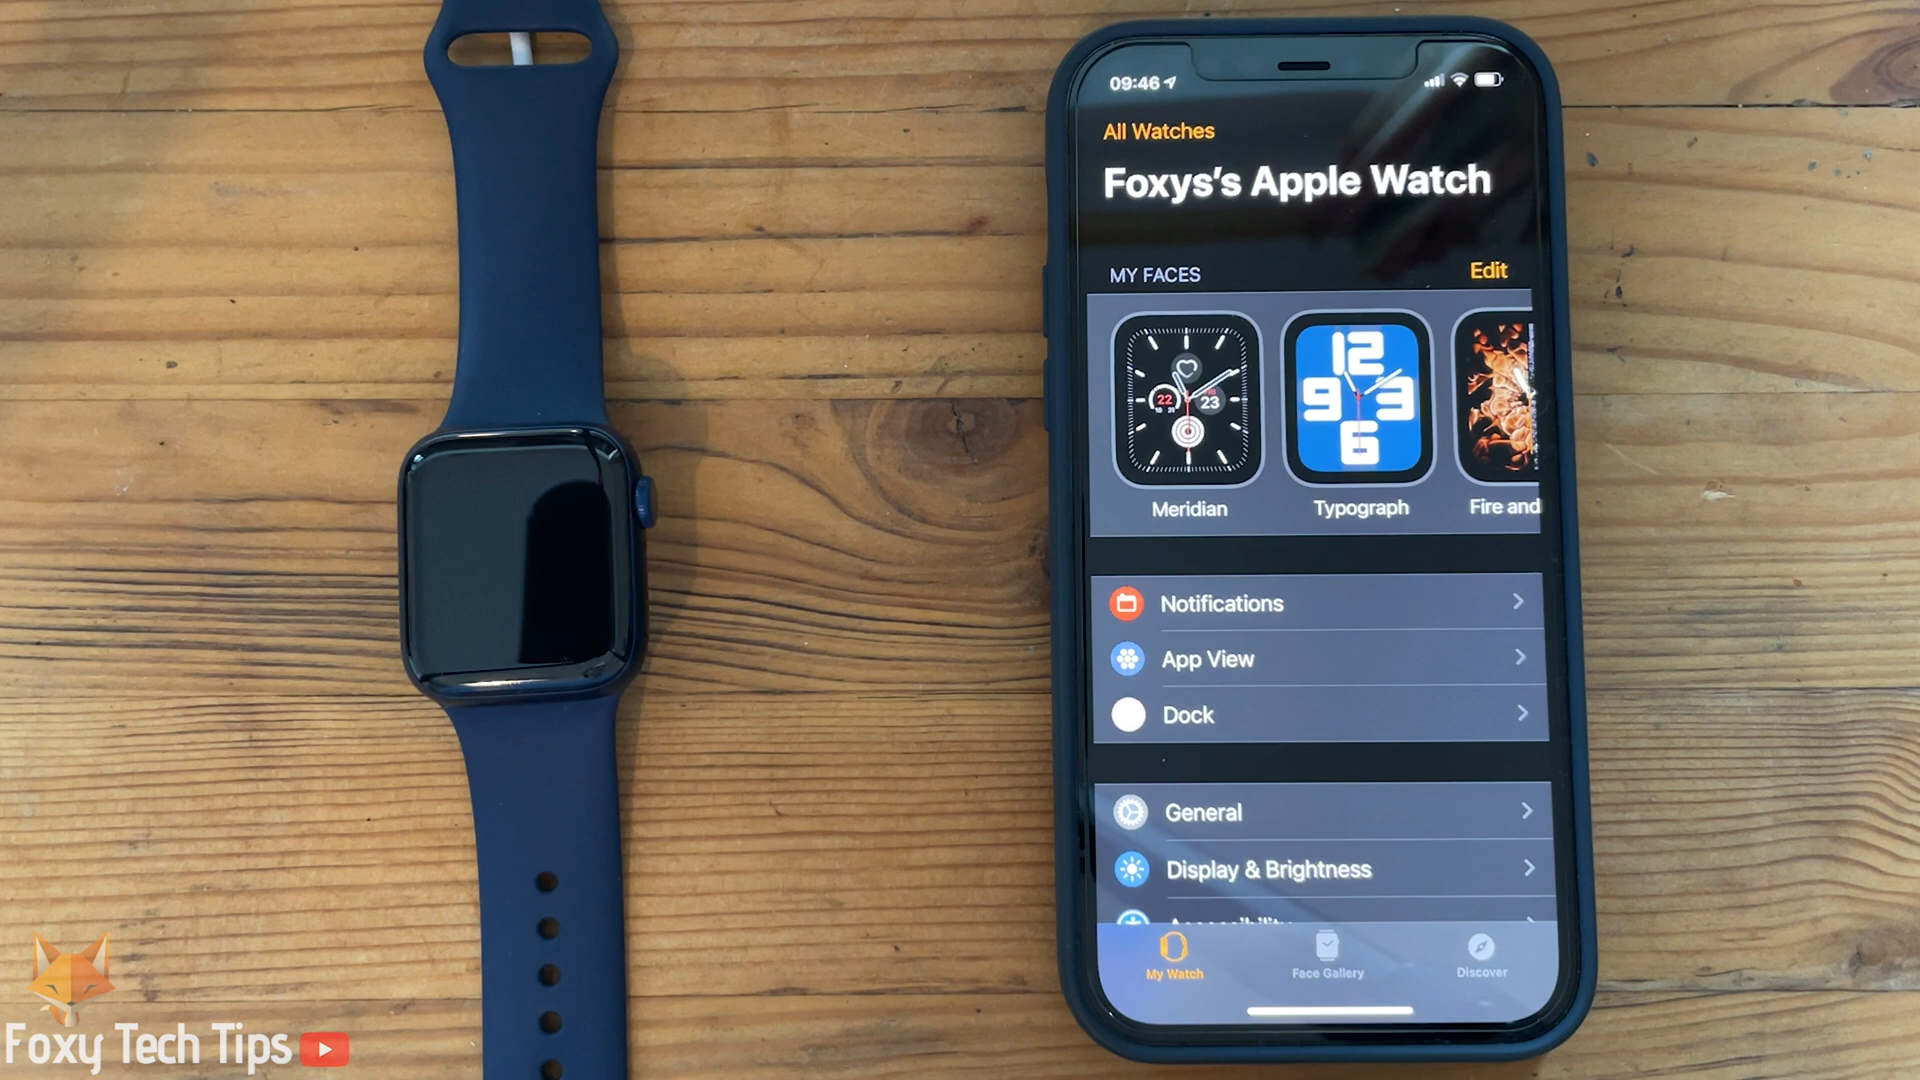 09:46
All Watches
Foxys's Apple Watch
MY FACES
Edit
22
23
12
9 3
6
Meridian
Typograph
Fire and
Notifications
App View
Dock
General
Display & Brightness
My Watch
Face Gallery
Discover
Foxy Tech Tips